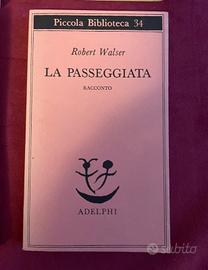 Piccola Biblioteca 34
Robert Walser
LA PASSEGGIATA
RACCONTO
ADELPHI
subito